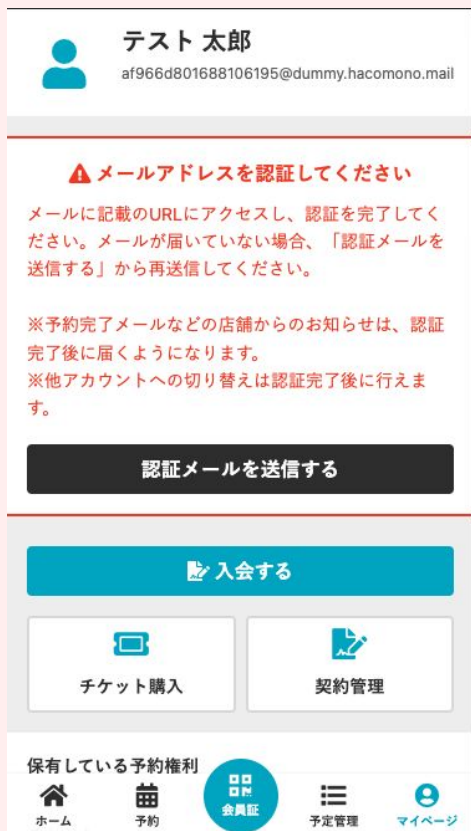 テスト 太郎
af966d801688106195@dummy.hacomono.mail
メールアドレスを認証してください
メールに記載のURLにアクセスし、認証を完了してく
ださい。メールが届いていない場合、「認証メールを
送信する」から再送信してください。
※予約完了メールなどの店舗からのお知らせは、認証
完了後に届くようになります。
※他アカウントへの切り替えは認証完了後に行えま
す。
認証メールを送信する
入会する
チケット購入
契約管理
保有している予約権利
ホーム
予約
会員証
予定管理
マイページ